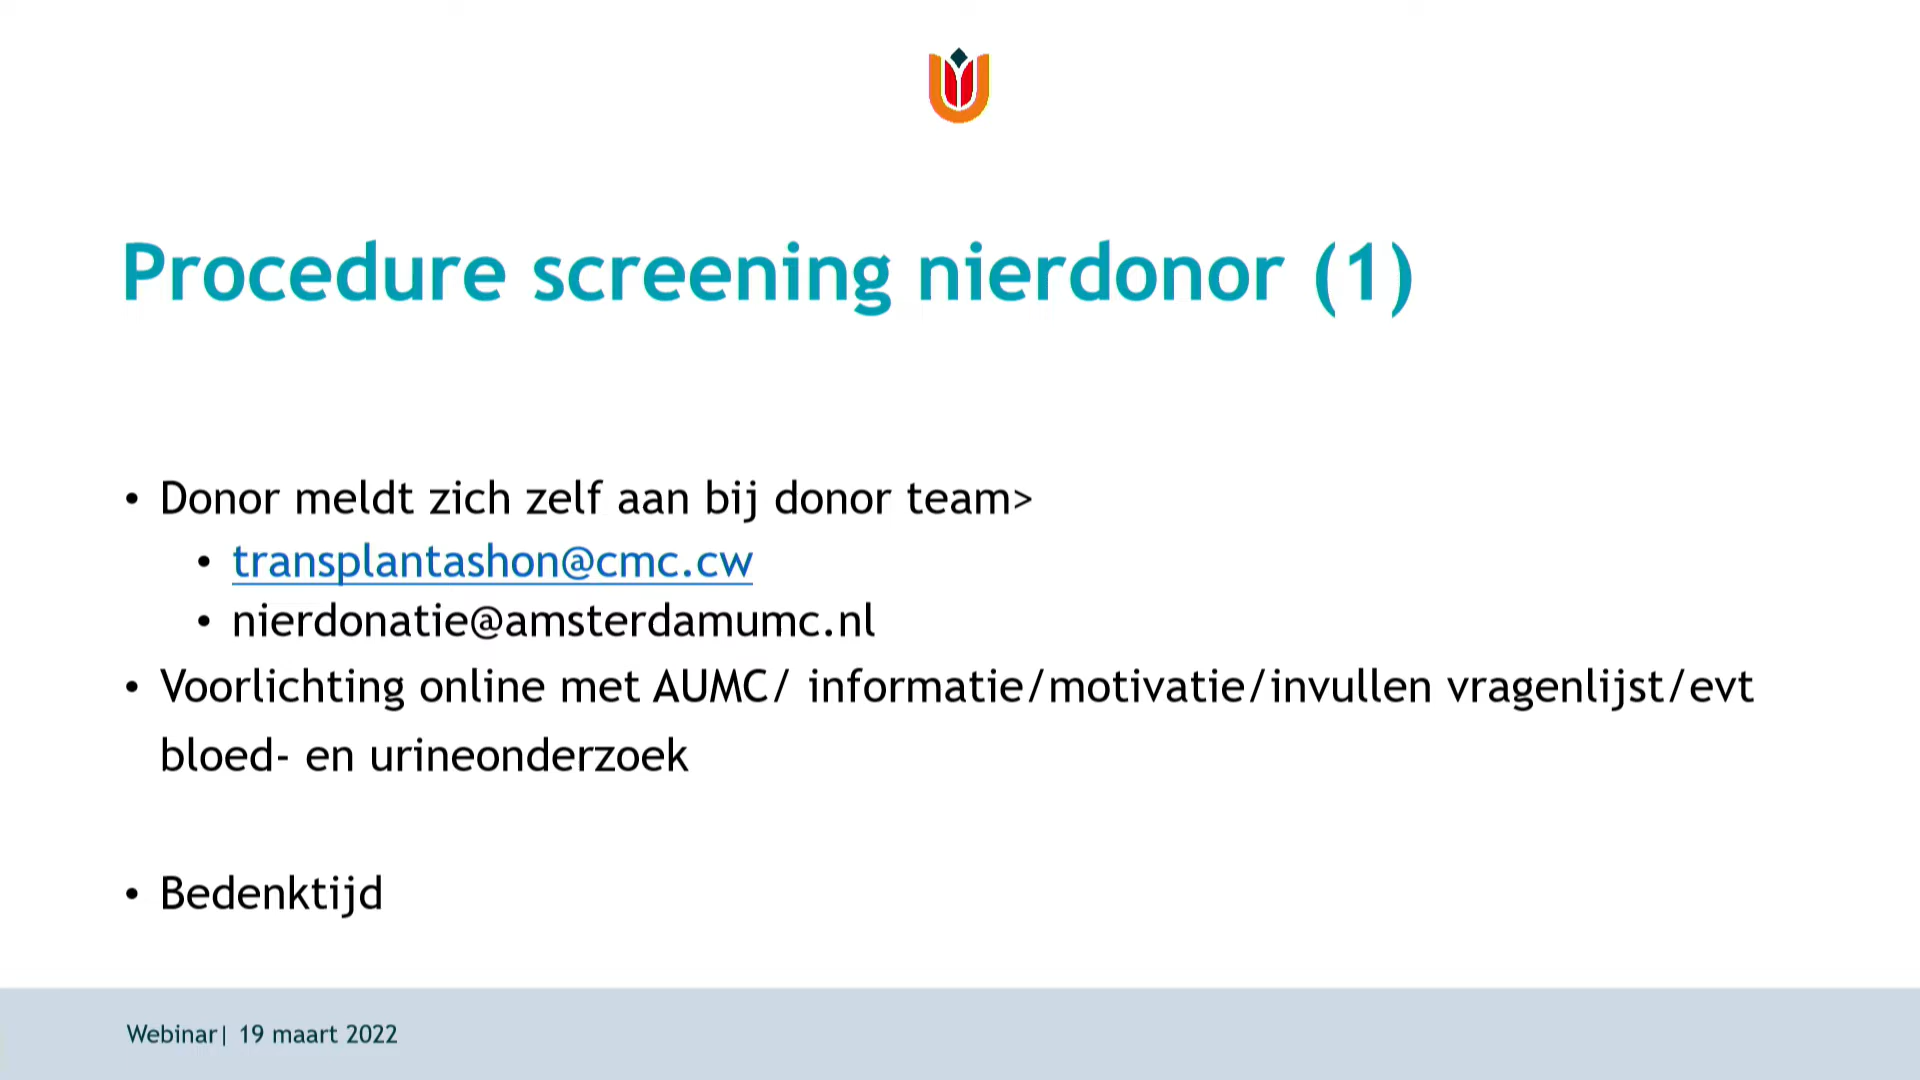 Procedure screening nierdonor (1)
• Donor meldt zich zelf aan bij donor team>
• transplantashon@cmc.cw
• nierdonatie@amsterdamumc.nl
• Voorlichting online met AUMC/ informatie/motivatie/invullen vragenlijst/evt
bloed- en urineonderzoek
• Bedenktijd
Webinar| 19 maart 2022